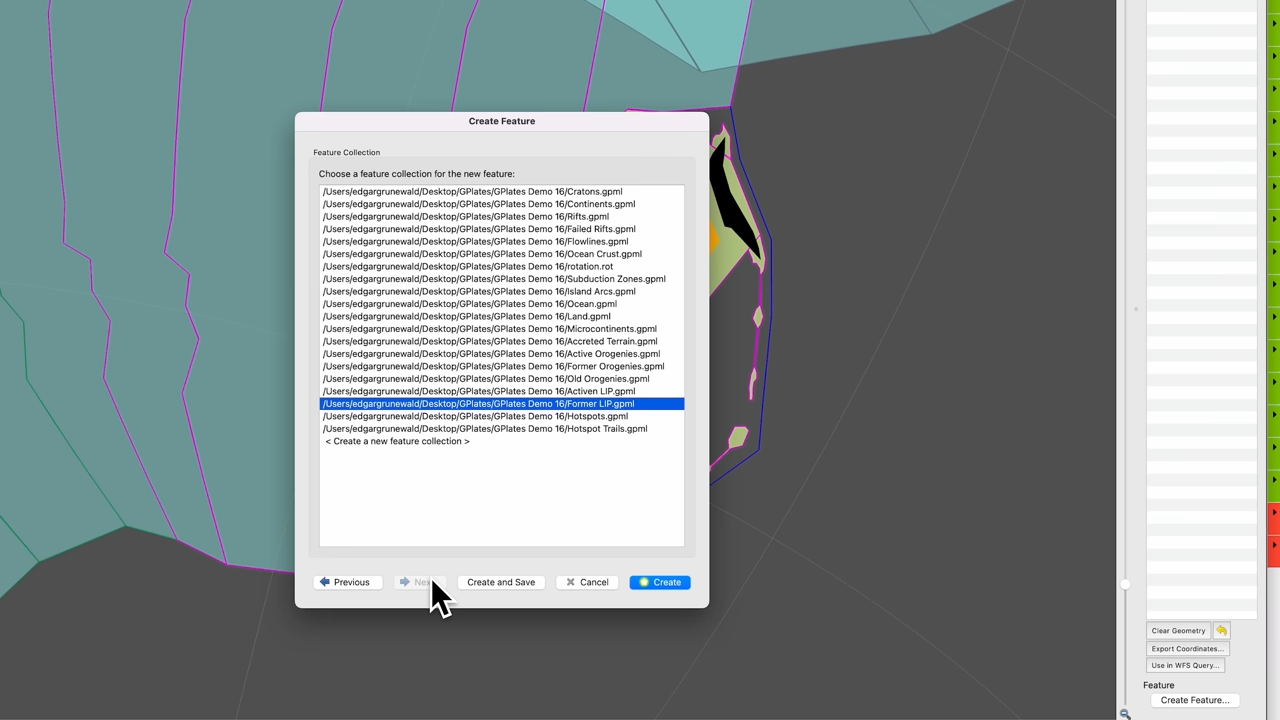 Create Feature
Feature Collection
Choose a feature collection for the new feature:
/Users/edgargrunewald/Desktop/GPlates/GPlates Demo 16/Cratons.gpml
/Users/edgargrunewald/Desktop/GPlates/GPlates Demo 16/Continents.gpml
/Users/edgargrunewald/Desktop/GPlates/GPlates Demo 16/Rifts.gpml
/Users/edgargrunewald/Desktop/GPlates/GPlates Demo 16/Failed Rifts.gpml
/Users/edgargrunewald/Desktop/GPlates/GPlates Demo 16/Flowlines.gpml
/Users/edgargrunewald/Desktop/GPlates/GPlates Demo 16/Ocean Crust.gpml
/Users/edgargrunewald/Desktop/GPlates/GPlates Demo 16/rotation.rot
/Users/edgargrunewald/Desktop/GPlates/GPlates Demo 16/Subduction Zones.gpml
/Users/edgargrunewald/Desktop/GPlates/GPlates Demo 16/Island Arcs.gpml
/Users/edgargrunewald/Desktop/GPlates/GPlates Demo 16/Ocean.gpml
/Users/edgargrunewald/Desktop/GPlates/GPlates Demo 16/Land.gpml
/Users/edgargrunewald/Desktop/GPlates/GPlates Demo 16/Microcontinents.gpml
/Users/edgargrunewald/Desktop/GPlates/GPlates Demo 16/Accreted Terrain.gpml
/Users/edgargrunewald/Desktop/GPlates/GPlates Demo 16/Active Orogenies.gpml
/Users/edgargrunewald/Desktop/GPlates/GPlates Demo 16/Former Orogenies.gpml
/Users/edgargrunewald/Desktop/GPlates/GPlates Demo 16/Old Orogenies.gpml
/Users/edgargrunewald/Desktop/GPlates/GPlates Demo 16/Activen LIP.gpml
/Users/edgargrunewald/Desktop/GPlates/GPlates Demo 16/Former LIP.gpml
/Users/edgargrunewald/Desktop/GPlates/GPlates Demo 16/Hotspots.gpml
/Users/edgargrunewald/Desktop/GPlates/GPlates Demo 16/Hotspot Trails.gpml
< Create a new feature collection >
Previous
Create and Save
Cancel
Create
Clear Geometry
Export Coordinates...
Use in WFS Query...
Feature
Create Feature...